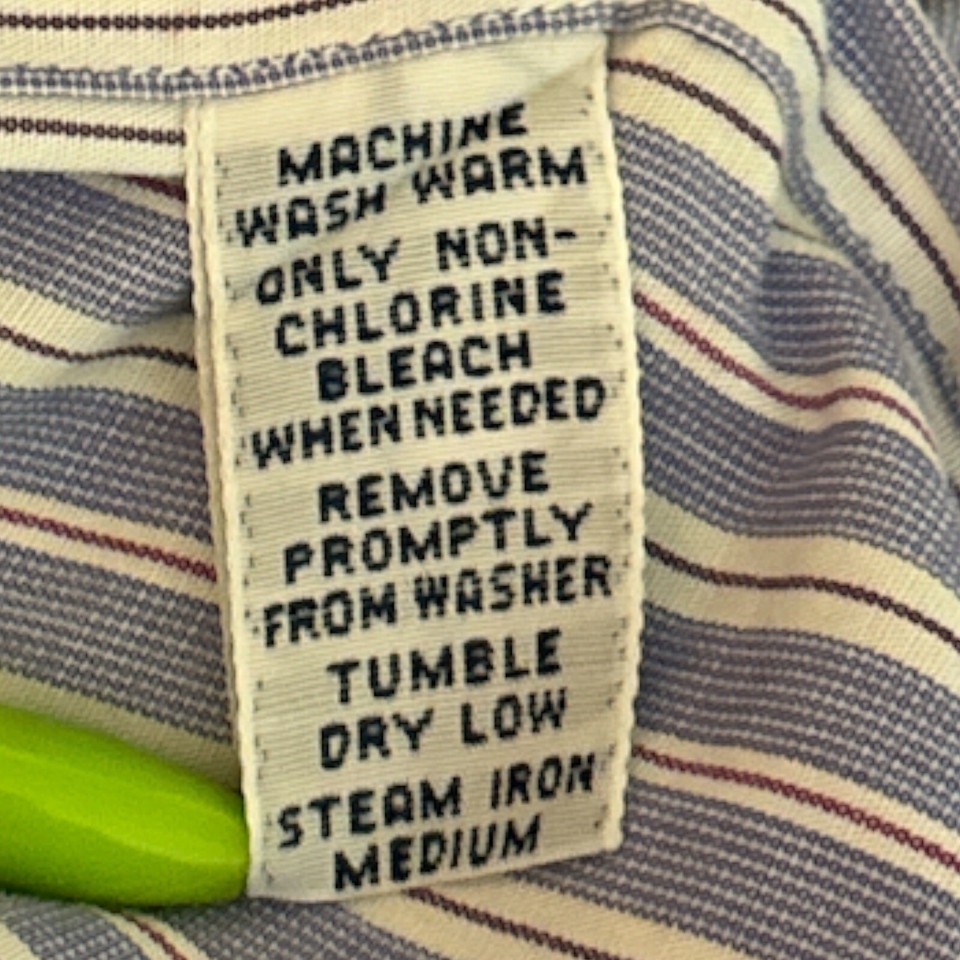 MACHINE
WASH WARM
ONLY NON-
CHLORINE
BLEACH
WHEN NEEDED
REMOVE
PROMPTLY
FROM WASHER
TUMBLE
DRY LOW
STEAM IRON
MEDIUM